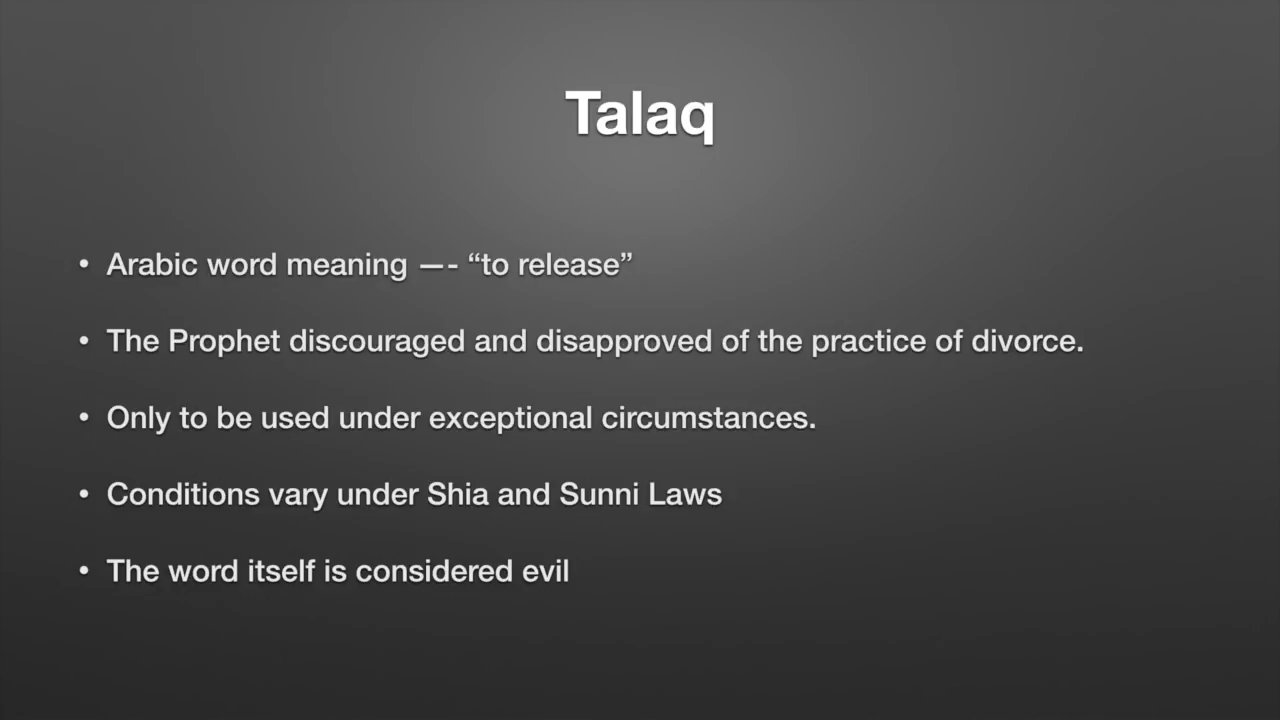 Talaq
• Arabic word meaning —- “to release”
• The Prophet discouraged and disapproved of the practice of divorce.
• Only to be used under exceptional circumstances.
• Conditions vary under Shia and Sunni Laws
• The word itself is considered evil